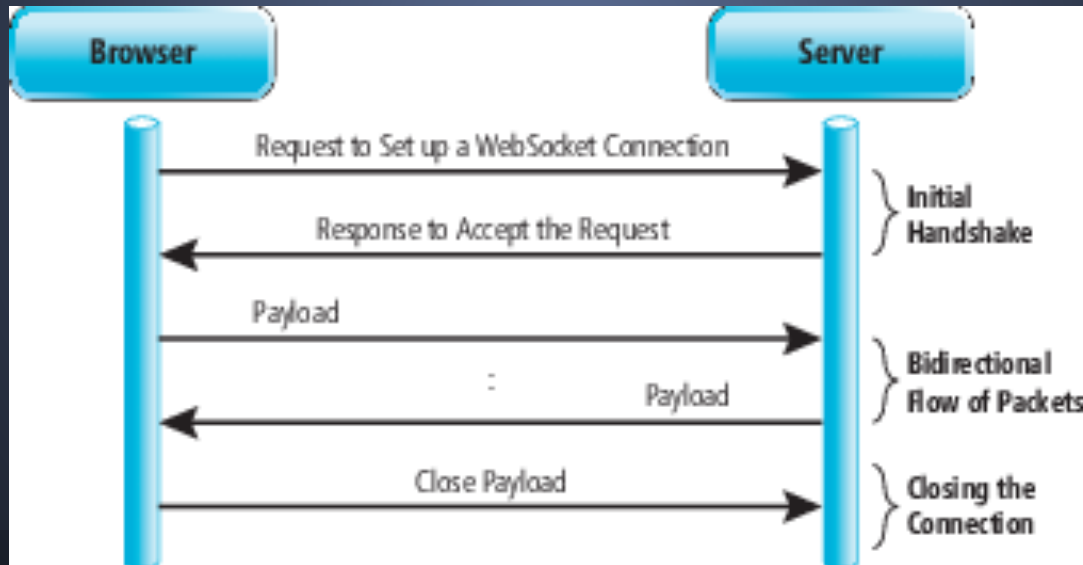 Browser
Server
Request to Set up a WebSocket Connection
Response to Accept the Request
Initial
Handshake
Payload
:
Payload
Bidirectional
Flow of Packets
Close Payload
Closing the
Connection